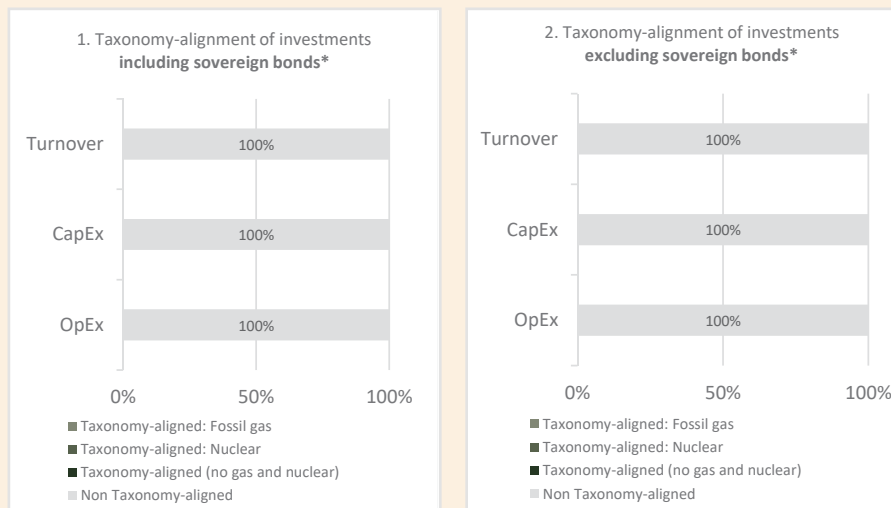 1. Taxonomy-alignment of investments
including sovereign bonds*
Turnover
100%
CapEx
100%
OpEx
100%
0%
50%
100%
Taxonomy-aligned: Fossil gas
Taxonomy-aligned: Nuclear
Taxonomy-aligned (no gas and nuclear)
Non Taxonomy-aligned
2. Taxonomy-alignment of investments
excluding sovereign bonds*
Turnover
100%
CapEx
100%
OpEx
100%
0%
50%
100%
Taxonomy-aligned: Fossil gas
Taxonomy-aligned: Nuclear
Taxonomy-aligned (no gas and nuclear)
Non Taxonomy-aligned